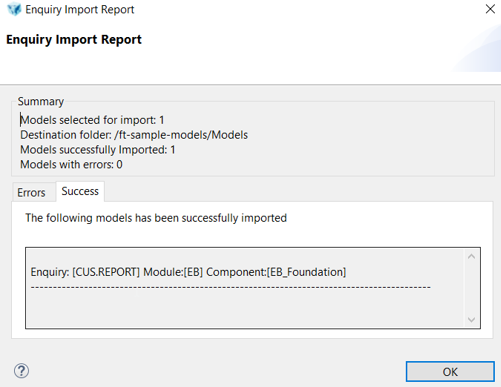 Enquiry Import Report
Enquiry Import Report
Summary
Models selected for import: 1
Destination folder: /ft-sample-models/Models
Models successfully Imported: 1
Models with errors: 0
Errors Success
The following models has been successfully imported
Enquiry: [CUS.REPORT] Module:[EB] Component:[EB_Foundation]
--------------------------------------------------------------------------------------------
OK